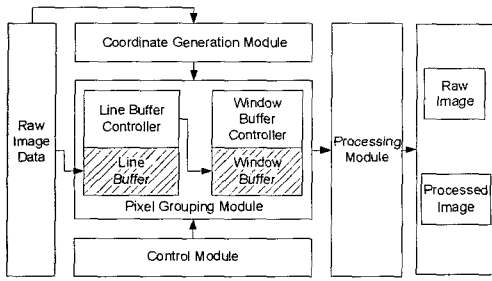 Coordinate Generation Module
Raw
Image
Data
Line Buffer
Controller
Line
Buffer
Window
Buffer
Controller
Window
Buffer
Pixel Grouping Module
Control Module
Processing
Module
Raw
Image
Processed
Image